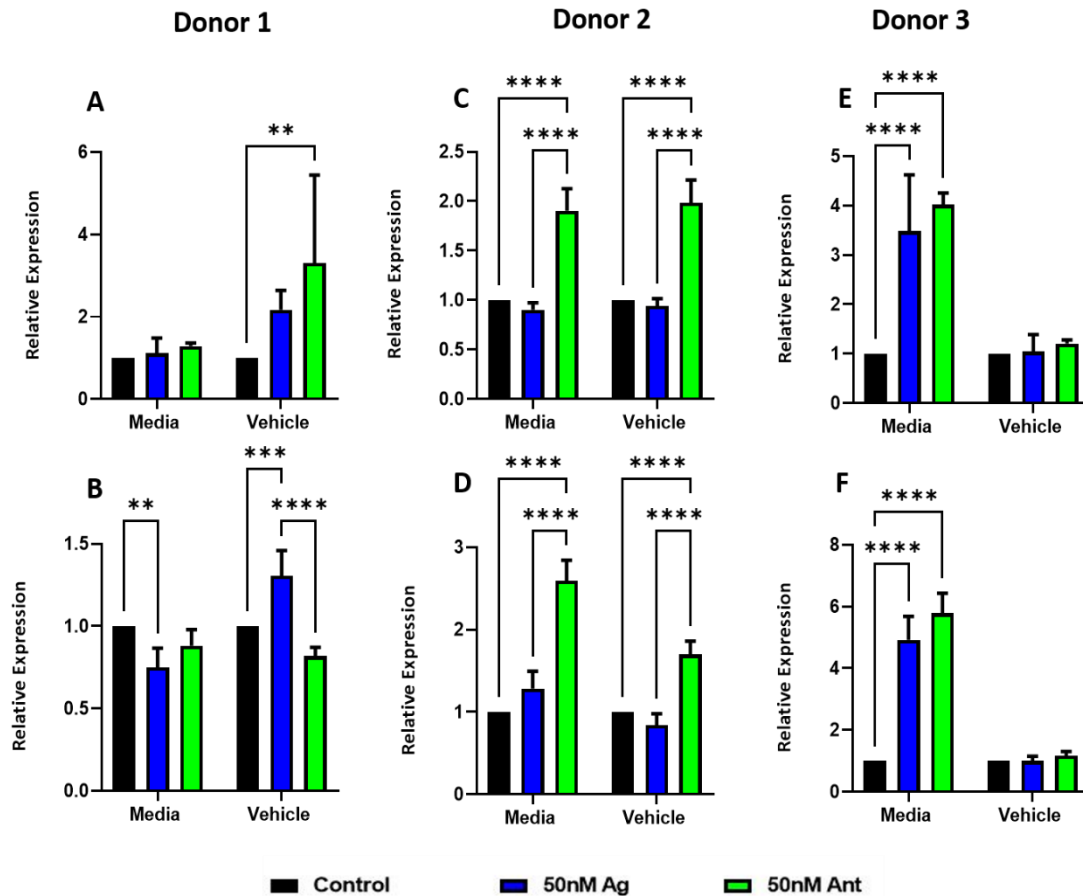 Donor 1 Donor 2 Donor 3
A
**
Relative Expression
6
4
2
0
Media Vehicle
C
**** ****
**** ****
Relative Expression
2.5
2.0
1.5
1.0
0.5
0.0
Media Vehicle
E
****
****
Relative Expression
5
4
3
2
1
0
Media Vehicle
B
***
** ****
Relative Expression
1.5
1.0
0.5
0.0
Media Vehicle
D
**** ****
**** ****
Relative Expression
3
2
1
0
Media Vehicle
F
****
****
Relative Expression
8
6
4
2
0
Media Vehicle
Control 50nM Ag 50nM Ant